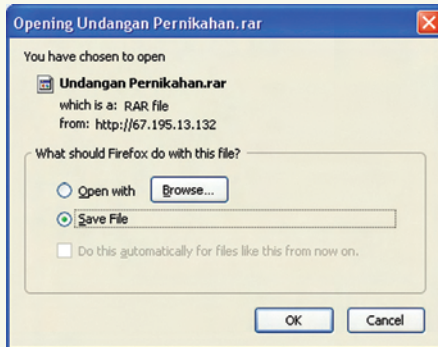 Opening Undangan Pernikahan.rar
You have chosen to open
Undangan Pernikahan.rar
which is a: RAR file
from: http://67.195.13.132
What should Firefox do with this file?
Open with
Browse...
Save File
Do this automatically for files like this from now on.
OK
Cancel